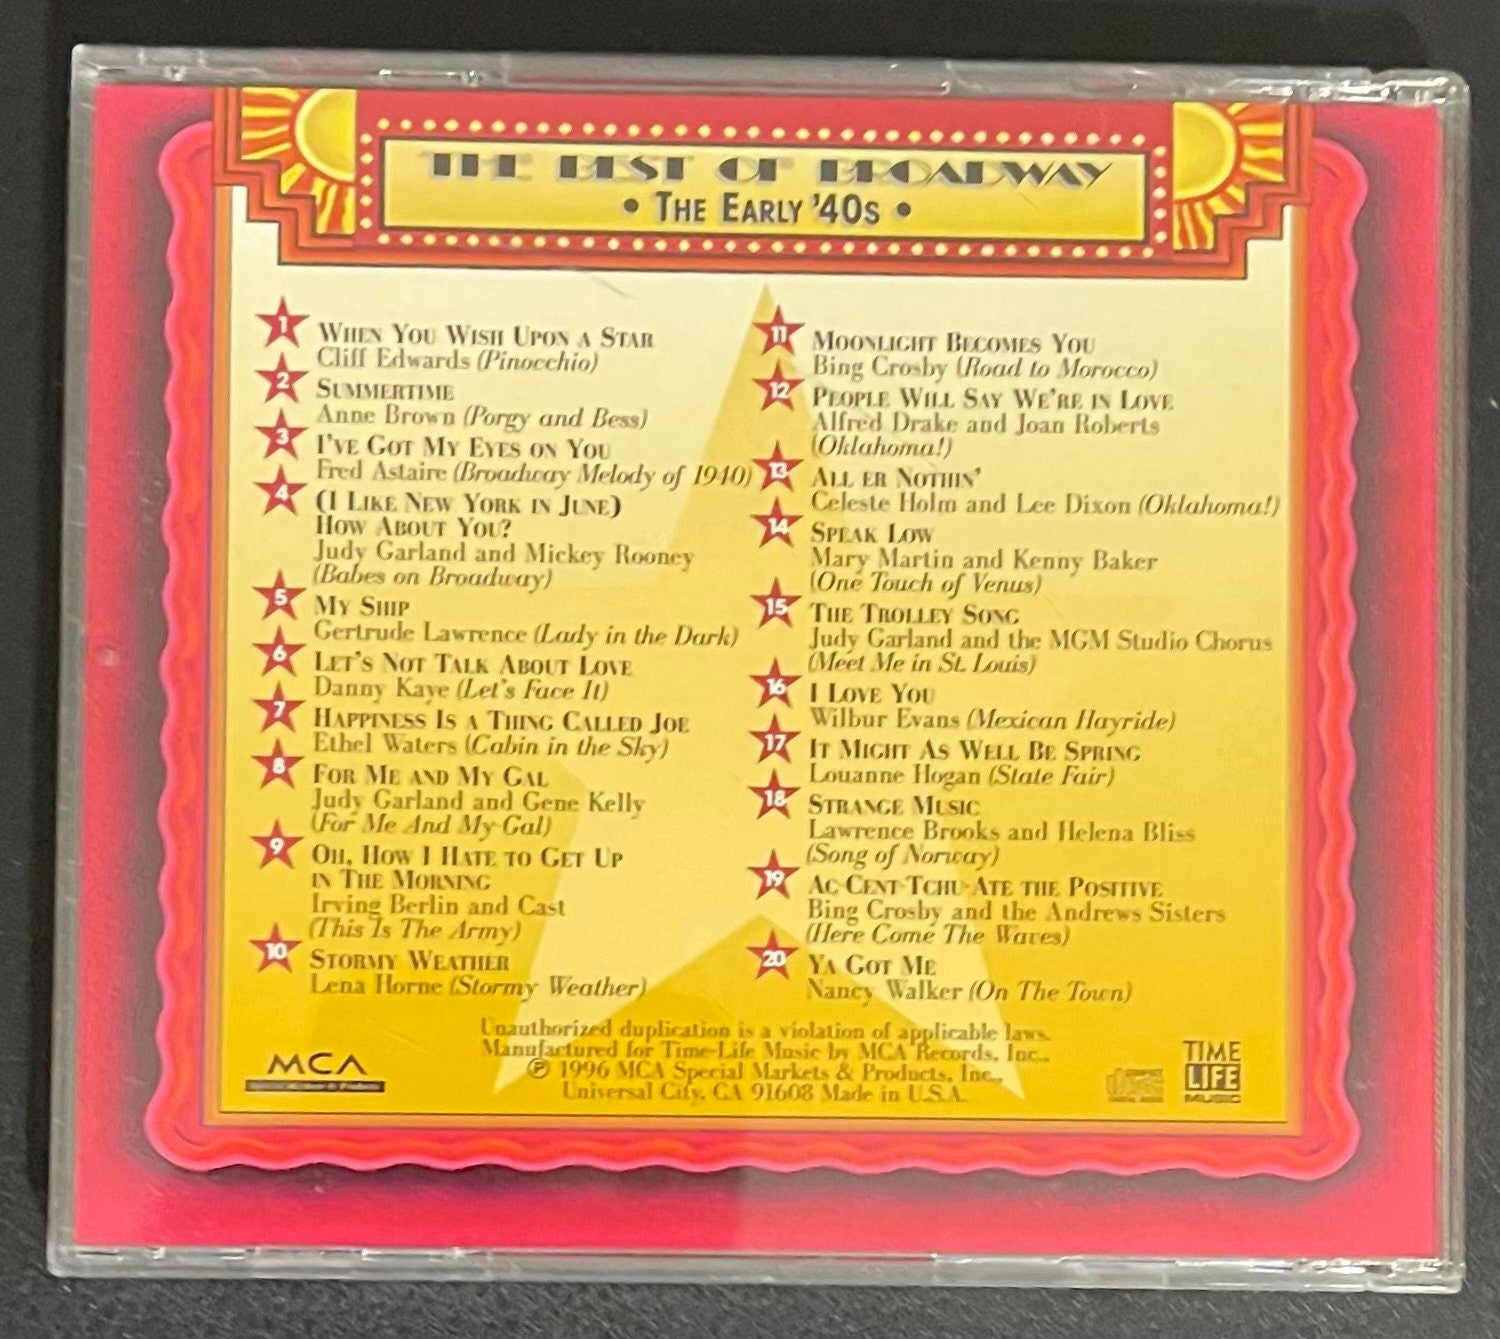 THE BEST OF BROADWAY
• THE EARLY '40S •
1 WHEN YOU WISH UPON A STAR
Cliff Edwards (Pinocchio)
2 SUMMERTIME
Anne Brown (Porgy and Bess)
3 I'VE GOT MY EYES ON YOU
Fred Astaire (Broadway Melody of 1940)
4 (I LIKE NEW YORK IN JUNE)
HOW ABOUT YOU?
Judy Garland and Mickey Rooney
(Babes on Broadway)
5 MY SHIP
Gertrude Lawrence (Lady in the Dark)
6 LET'S NOT TALK ABOUT LOVE
Danny Kaye (Let's Face It)
7 HAPPINESS IS A THING CALLED JOE
Ethel Waters (Cabin in the Sky)
8 FOR ME AND MY GAL
Judy Garland and Gene Kelly
(For Me And My Gal)
9 OH, HOW I HATE TO GET UP
IN THE MORNING
Irving Berlin and Cast
(This Is The Army)
10 STORMY WEATHER
Lena Horne (Stormy Weather)
11 MOONLIGHT BECOMES YOU
Bing Crosby (Road to Morocco)
12 PEOPLE WILL SAY WE'RE IN LOVE
Alfred Drake and Joan Roberts
(Oklahoma!)
13 ALL ER NOTHIN'
Celeste Holm and Lee Dixon (Oklahoma!)
14 SPEAK LOW
Mary Martin and Kenny Baker
(One Touch of Venus)
15 THE TROLLEY SONG
Judy Garland and the MGM Studio Chorus
(Meet Me in St. Louis)
16 I LOVE YOU
Wilbur Evans (Mexican Hayride)
17 IT MIGHT AS WELL BE SPRING
Louanne Hogan (State Fair)
18 STRANGE MUSIC
Lawrence Brooks and Helena Bliss
(Song of Norway)
19 AC-CENT-TCHU-ATE THE POSITIVE
Bing Crosby and the Andrews Sisters
(Here Come The Waves)
20 YA GOT ME
Nancy Walker (On The Town)
Unauthorized duplication is a violation of applicable laws.
Manufactured for Time-Life Music by MCA Records, Inc.,
℗ 1996 MCA Special Markets & Products, Inc.,
Universal City, CA 91608 Made in U.S.A.
MCA
TIME
LIFE
MUSIC